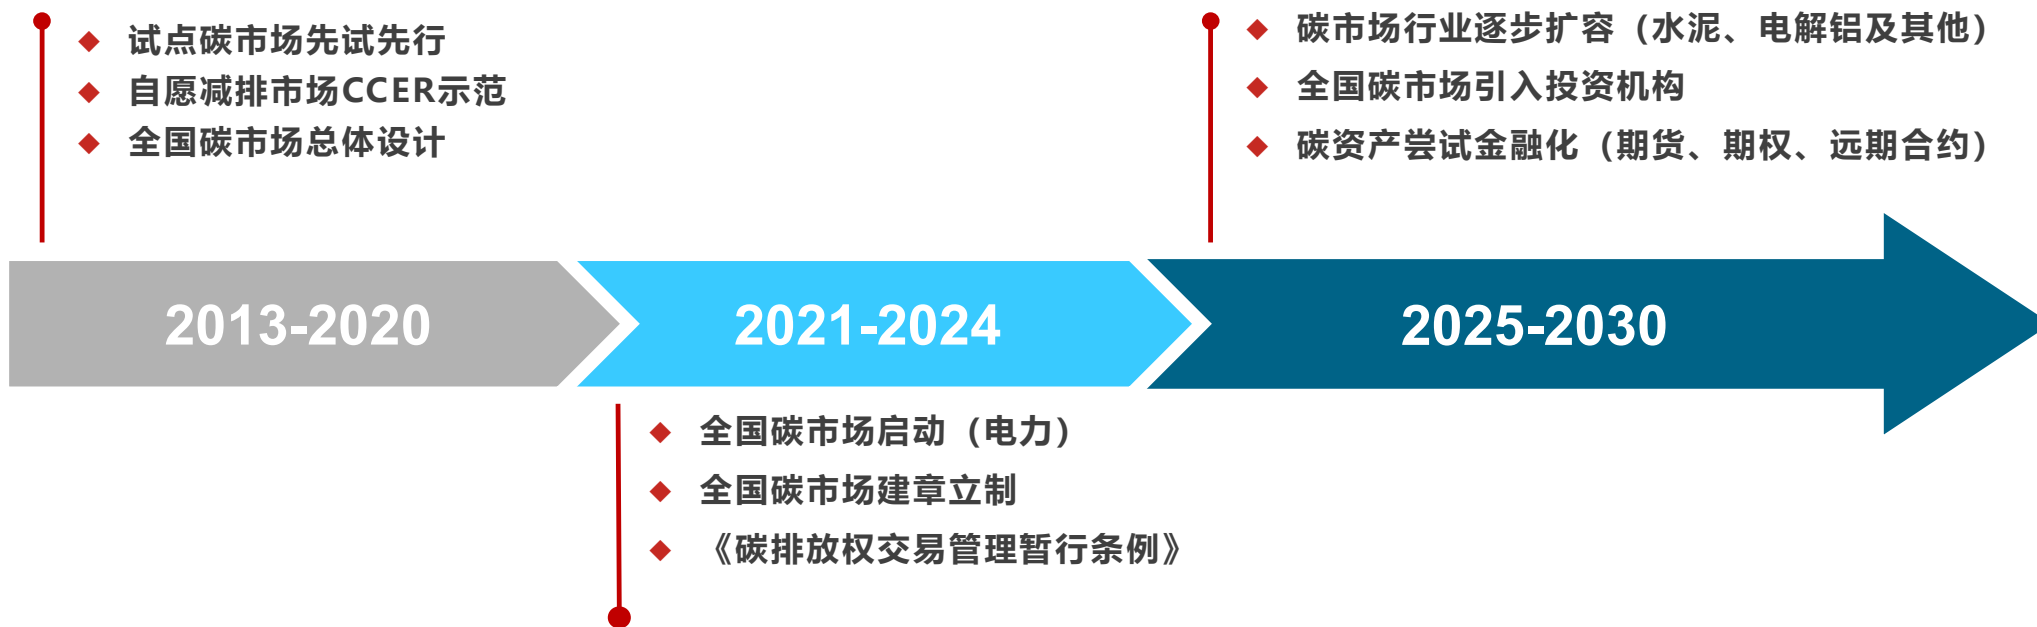 试点碳市场先试先行
自愿减排市场CCER示范
全国碳市场总体设计
碳市场行业逐步扩容（水泥、电解铝及其他）
全国碳市场引入投资机构
碳资产尝试金融化（期货、期权、远期合约）
2013-2020
2021-2024
2025-2030
全国碳市场启动（电力）
全国碳市场建章立制
《碳排放权交易管理暂行条例》